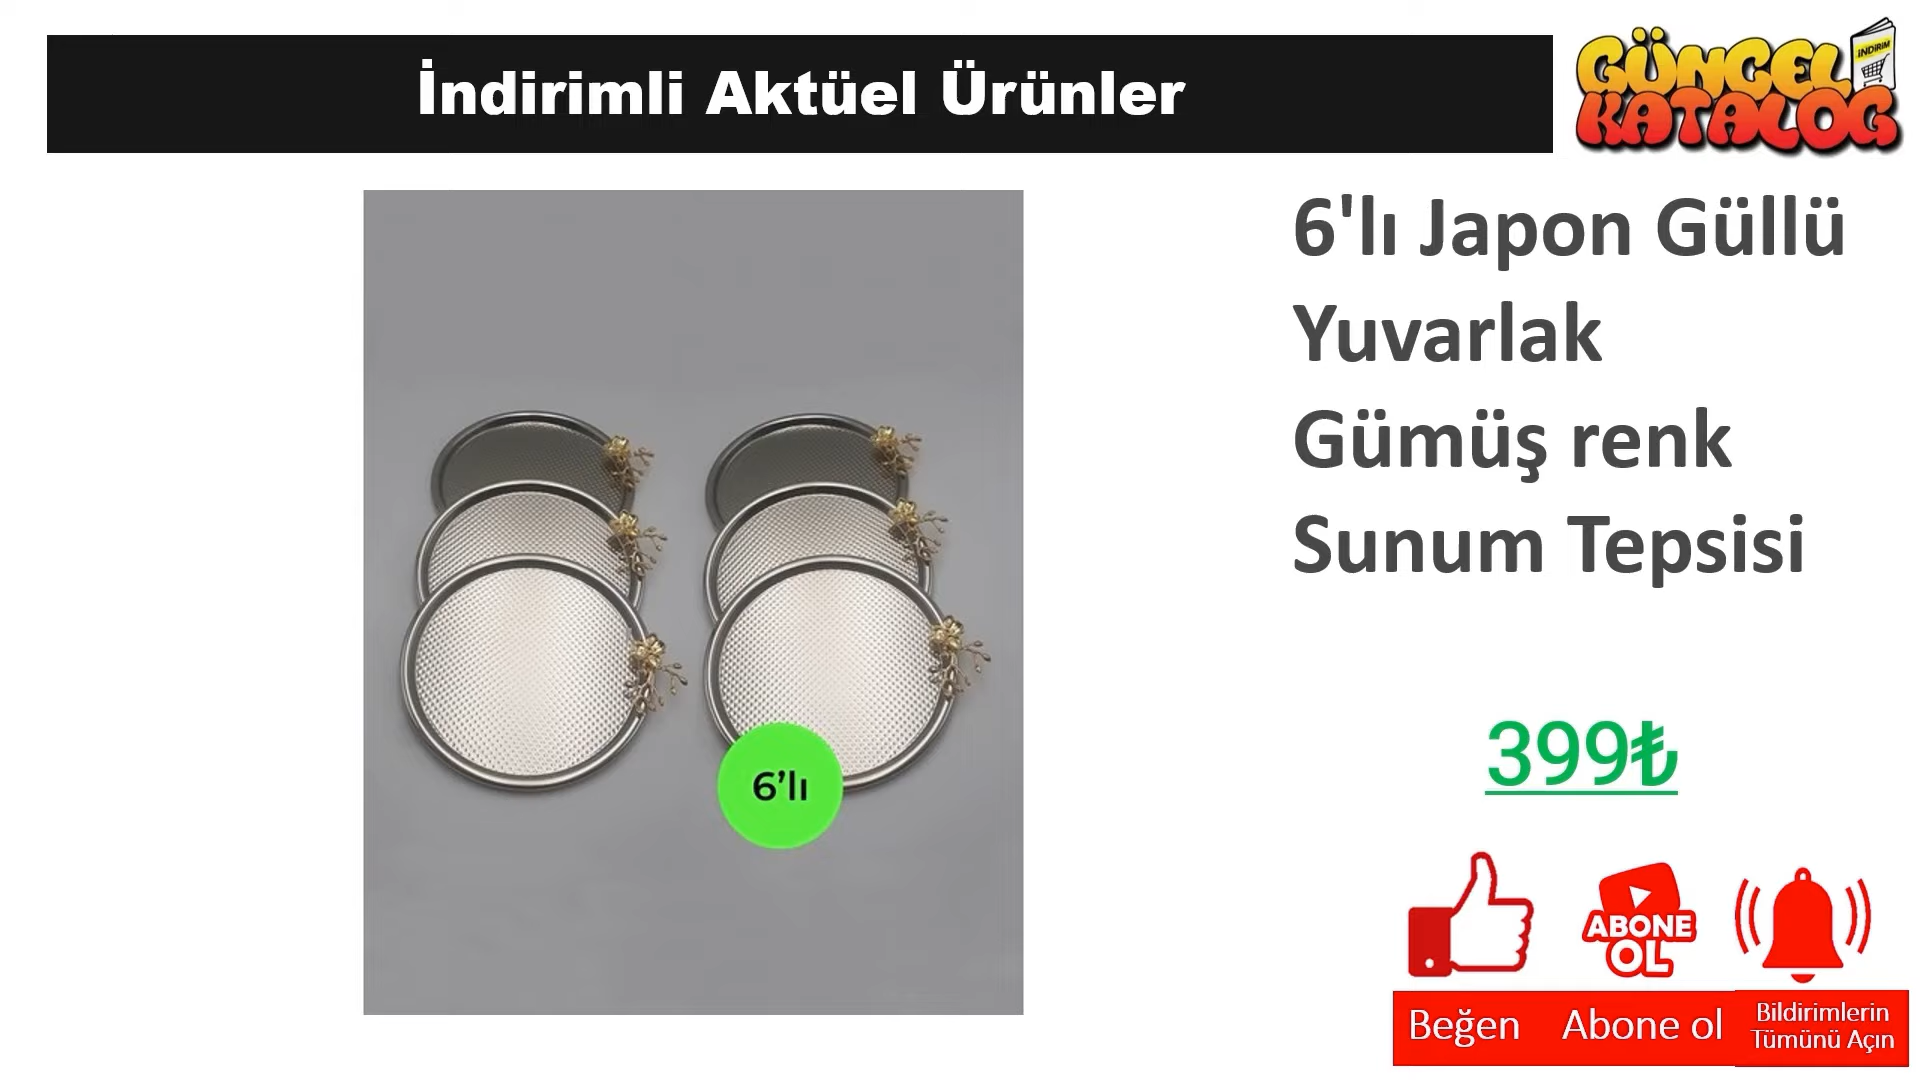 İndirimli Aktüel Ürünler
GÜNCEL
İNDİRİM
KATALOG
6'lı Japon Güllü
Yuvarlak
Gümüş renk
Sunum Tepsisi
6’lı
399₺
ABONE
OL
Beğen
Abone ol
Bildirimlerin
Tümünü Açın